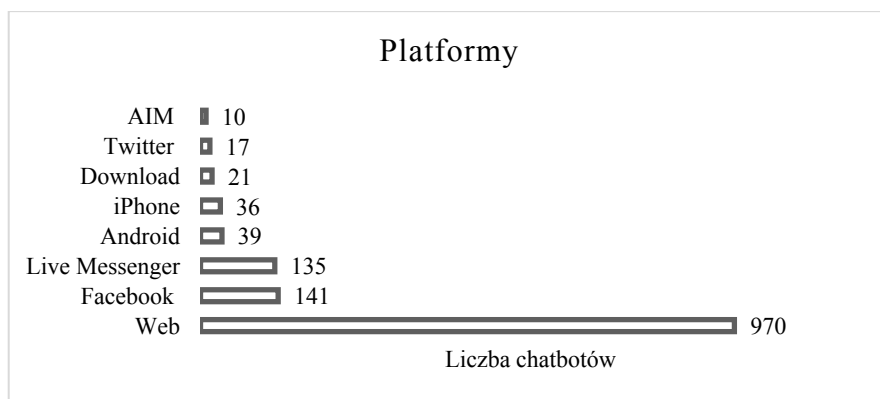 Platformy
AIM 10
Twitter 17
Download 21
iPhone 36
Android 39
Live Messenger 135
Facebook 141
Web 970
Liczba chatbotów